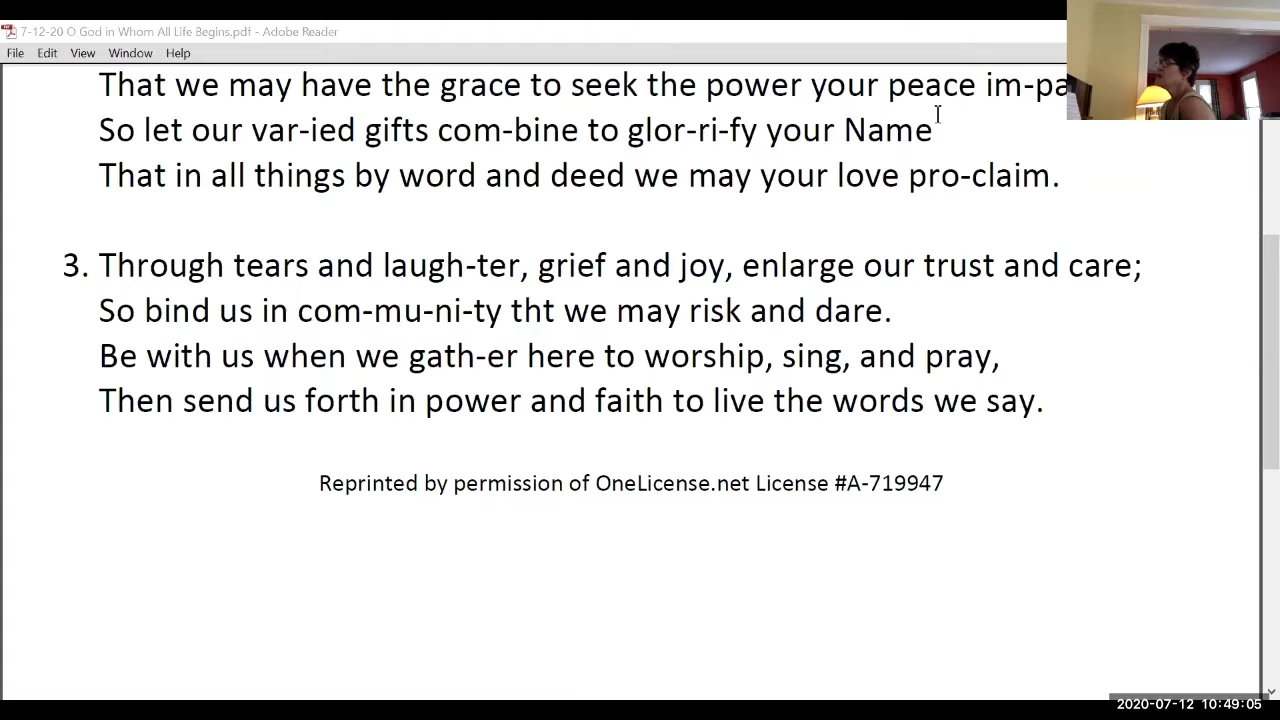 7-12-20 O God in Whom All Life Begins.pdf - Adobe Reader
File Edit View Window Help
That we may have the grace to seek the power your peace im-pa
So let our var-ied gifts com-bine to glor-ri-fy your Name
That in all things by word and deed we may your love pro-claim.
3. Through tears and laugh-ter, grief and joy, enlarge our trust and care;
So bind us in com-mu-ni-ty tht we may risk and dare.
Be with us when we gath-er here to worship, sing, and pray,
Then send us forth in power and faith to live the words we say.
Reprinted by permission of OneLicense.net License #A-719947
2020-07-12 10:49:05